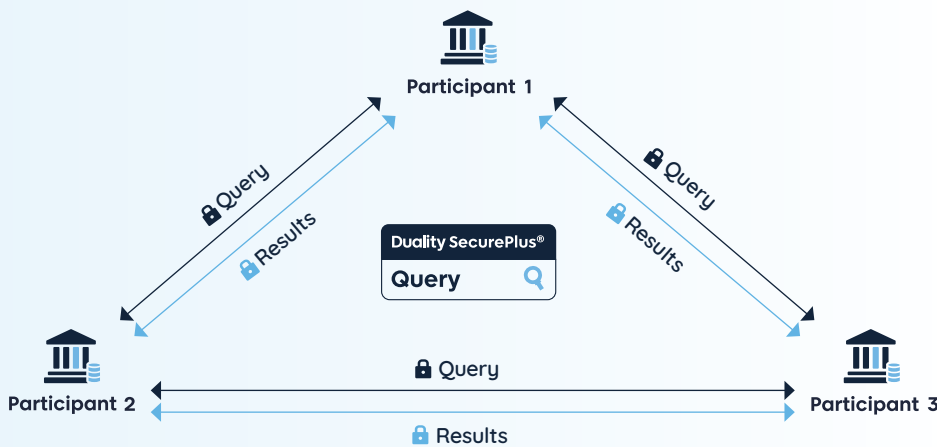 Participant 1
Query
Query
Results
Results
Duality SecurePlus®
Query
Query
Participant 2
Participant 3
Results